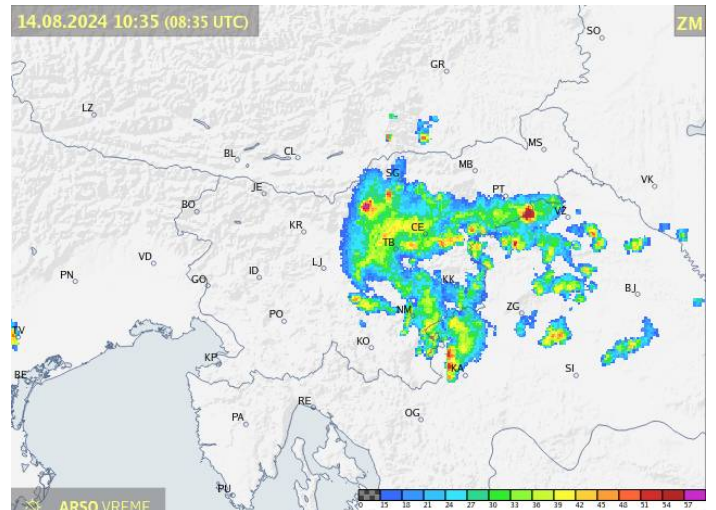 14.08.2024 10:35 (08:35 UTC)
ZM
SO
GR
LZ
MS
BL
CL
MB
SG
VK
JE
PT
BO
VZ
KR
CE
TB
VD
LJ
ID
GO
PN
KK
BJ
NM
ZG
PO
TV
KO
KP
BE
KA
SI
RE
PA
OG
PU
ARSO VREME
0 15 18 21 24 27 30 33 36 39 42 45 48 51 54 57